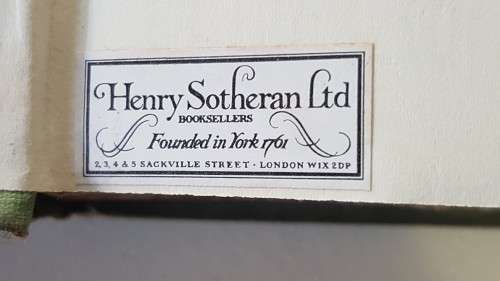 Henry Sotheran Ltd
BOOKSELLERS
Founded in York 1761
2, 3, 4 & 5 SACKVILLE STREET · LONDON W1X 2DP